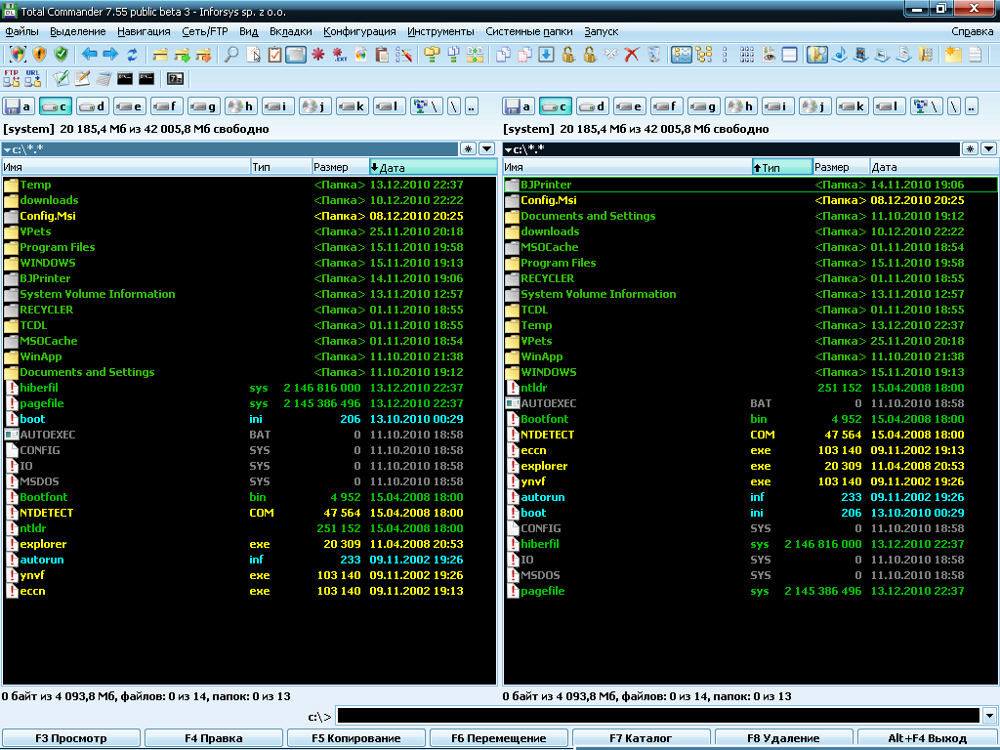 Total Commander 7.55 public beta 3 - Inforsys sp. z o.o.
Файлы Выделение Навигация Сеть/FTP Вид Вкладки Конфигурация Инструменты Системные папки Запуск Справка
.EXT
FTP URL
a c d e f g h i j k l \ \ .. a c d e f g h i j k l \ \ ..
[system] 20 185,4 Мб из 42 005,8 Мб свободно
[system] 20 185,4 Мб из 42 005,8 Мб свободно
c:\*.*
Имя Тип Размер Дата
Temp <Папка> 13.12.2010 22:37
downloads <Папка> 10.12.2010 22:22
Config.Msi <Папка> 08.12.2010 20:25
VPets <Папка> 25.11.2010 20:18
Program Files <Папка> 15.11.2010 19:58
WINDOWS <Папка> 15.11.2010 19:13
BJPrinter <Папка> 14.11.2010 19:06
System Volume Information <Папка> 13.11.2010 12:57
RECYCLER <Папка> 01.11.2010 18:55
TCDL <Папка> 01.11.2010 18:55
MSOCache <Папка> 01.11.2010 18:54
WinApp <Папка> 11.10.2010 21:38
Documents and Settings <Папка> 11.10.2010 19:12
hiberfil sys 2 146 816 000 13.12.2010 22:37
pagefile sys 2 145 386 496 13.12.2010 22:37
boot ini 206 13.10.2010 00:29
AUTOEXEC BAT 0 11.10.2010 18:58
CONFIG SYS 0 11.10.2010 18:58
IO SYS 0 11.10.2010 18:58
MSDOS SYS 0 11.10.2010 18:58
Bootfont bin 4 952 15.04.2008 18:00
NTDETECT COM 47 564 15.04.2008 18:00
ntldr 251 152 15.04.2008 18:00
explorer exe 20 309 11.04.2008 20:53
autorun inf 233 09.11.2002 19:26
ynvf exe 103 140 09.11.2002 19:26
eccn exe 103 140 09.11.2002 19:13
0 байт из 4 093,8 Мб, файлов: 0 из 14, папок: 0 из 13
c:\*.*
Имя Тип Размер Дата
BJPrinter <Папка> 14.11.2010 19:06
Config.Msi <Папка> 08.12.2010 20:25
Documents and Settings <Папка> 11.10.2010 19:12
downloads <Папка> 10.12.2010 22:22
MSOCache <Папка> 01.11.2010 18:54
Program Files <Папка> 15.11.2010 19:58
RECYCLER <Папка> 01.11.2010 18:55
System Volume Information <Папка> 13.11.2010 12:57
TCDL <Папка> 01.11.2010 18:55
Temp <Папка> 13.12.2010 22:37
VPets <Папка> 25.11.2010 20:18
WinApp <Папка> 11.10.2010 21:38
WINDOWS <Папка> 15.11.2010 19:13
ntldr 251 152 15.04.2008 18:00
AUTOEXEC BAT 0 11.10.2010 18:58
Bootfont bin 4 952 15.04.2008 18:00
NTDETECT COM 47 564 15.04.2008 18:00
eccn exe 103 140 09.11.2002 19:13
explorer exe 20 309 11.04.2008 20:53
ynvf exe 103 140 09.11.2002 19:26
autorun inf 233 09.11.2002 19:26
boot ini 206 13.10.2010 00:29
CONFIG SYS 0 11.10.2010 18:58
hiberfil sys 2 146 816 000 13.12.2010 22:37
IO SYS 0 11.10.2010 18:58
MSDOS SYS 0 11.10.2010 18:58
pagefile sys 2 145 386 496 13.12.2010 22:37
0 байт из 4 093,8 Мб, файлов: 0 из 14, папок: 0 из 13
c:\>
F3 Просмотр F4 Правка F5 Копирование F6 Перемещение F7 Каталог F8 Удаление Alt+F4 Выход